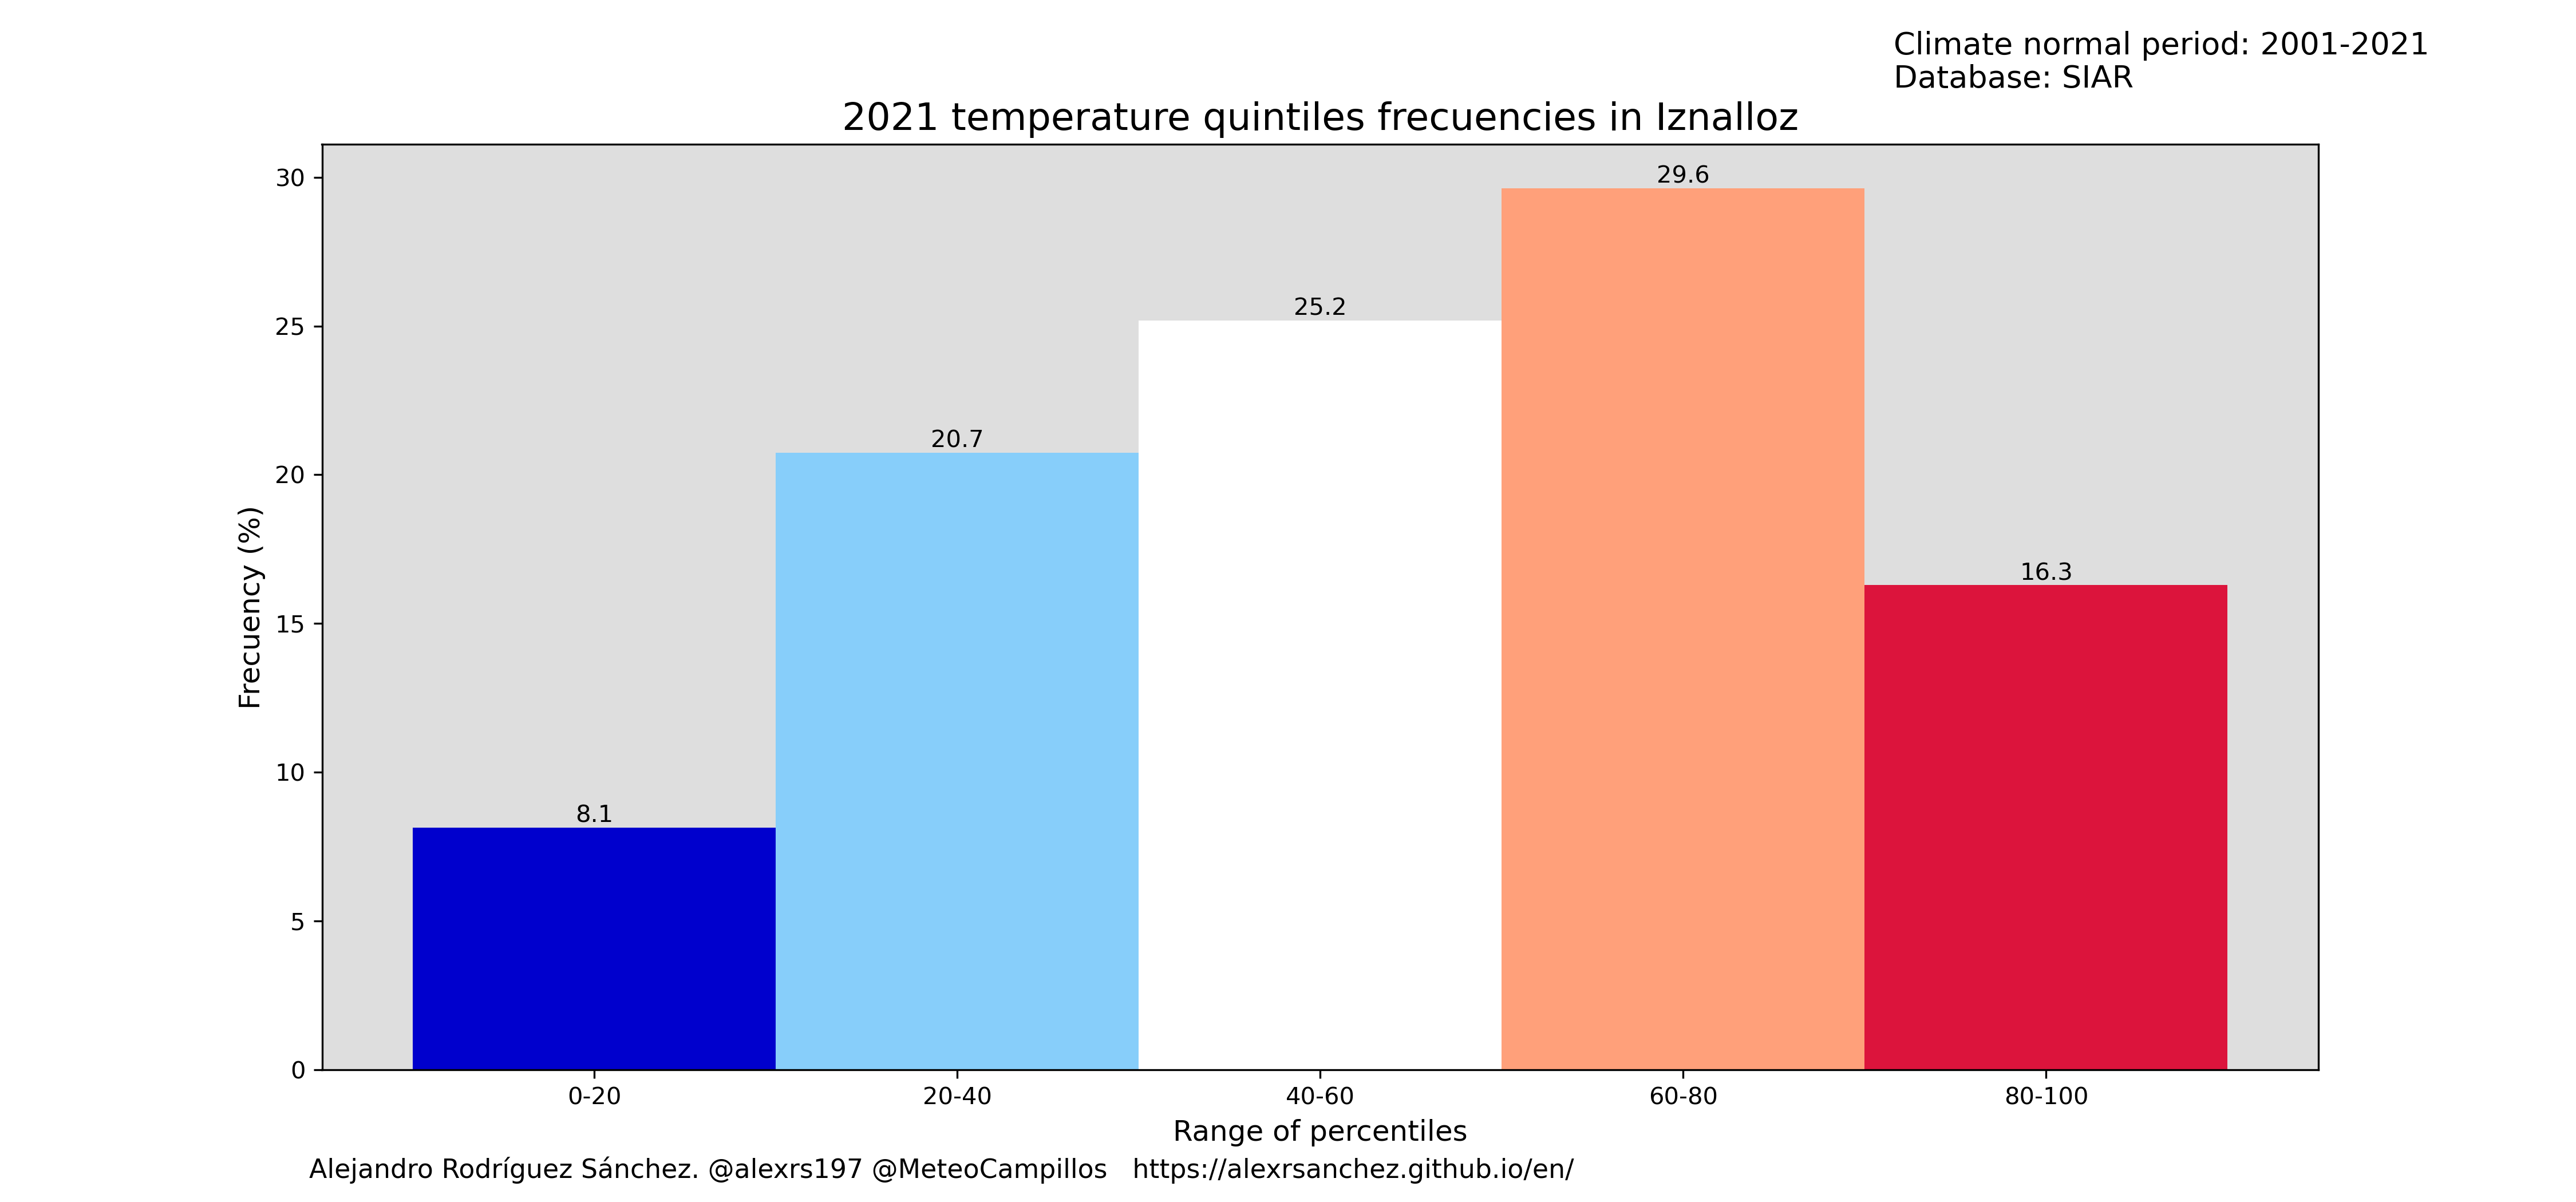 Climate normal period: 2001-2021
Database: SIAR
2021 temperature quintiles frecuencies in Iznalloz
30
25
20
15
10
5
0
Frecuency (%)
8.1
20.7
25.2
29.6
16.3
0-20
20-40
40-60
60-80
80-100
Range of percentiles
Alejandro Rodríguez Sánchez. @alexrs197 @MeteoCampillos https://alexrsanchez.github.io/en/